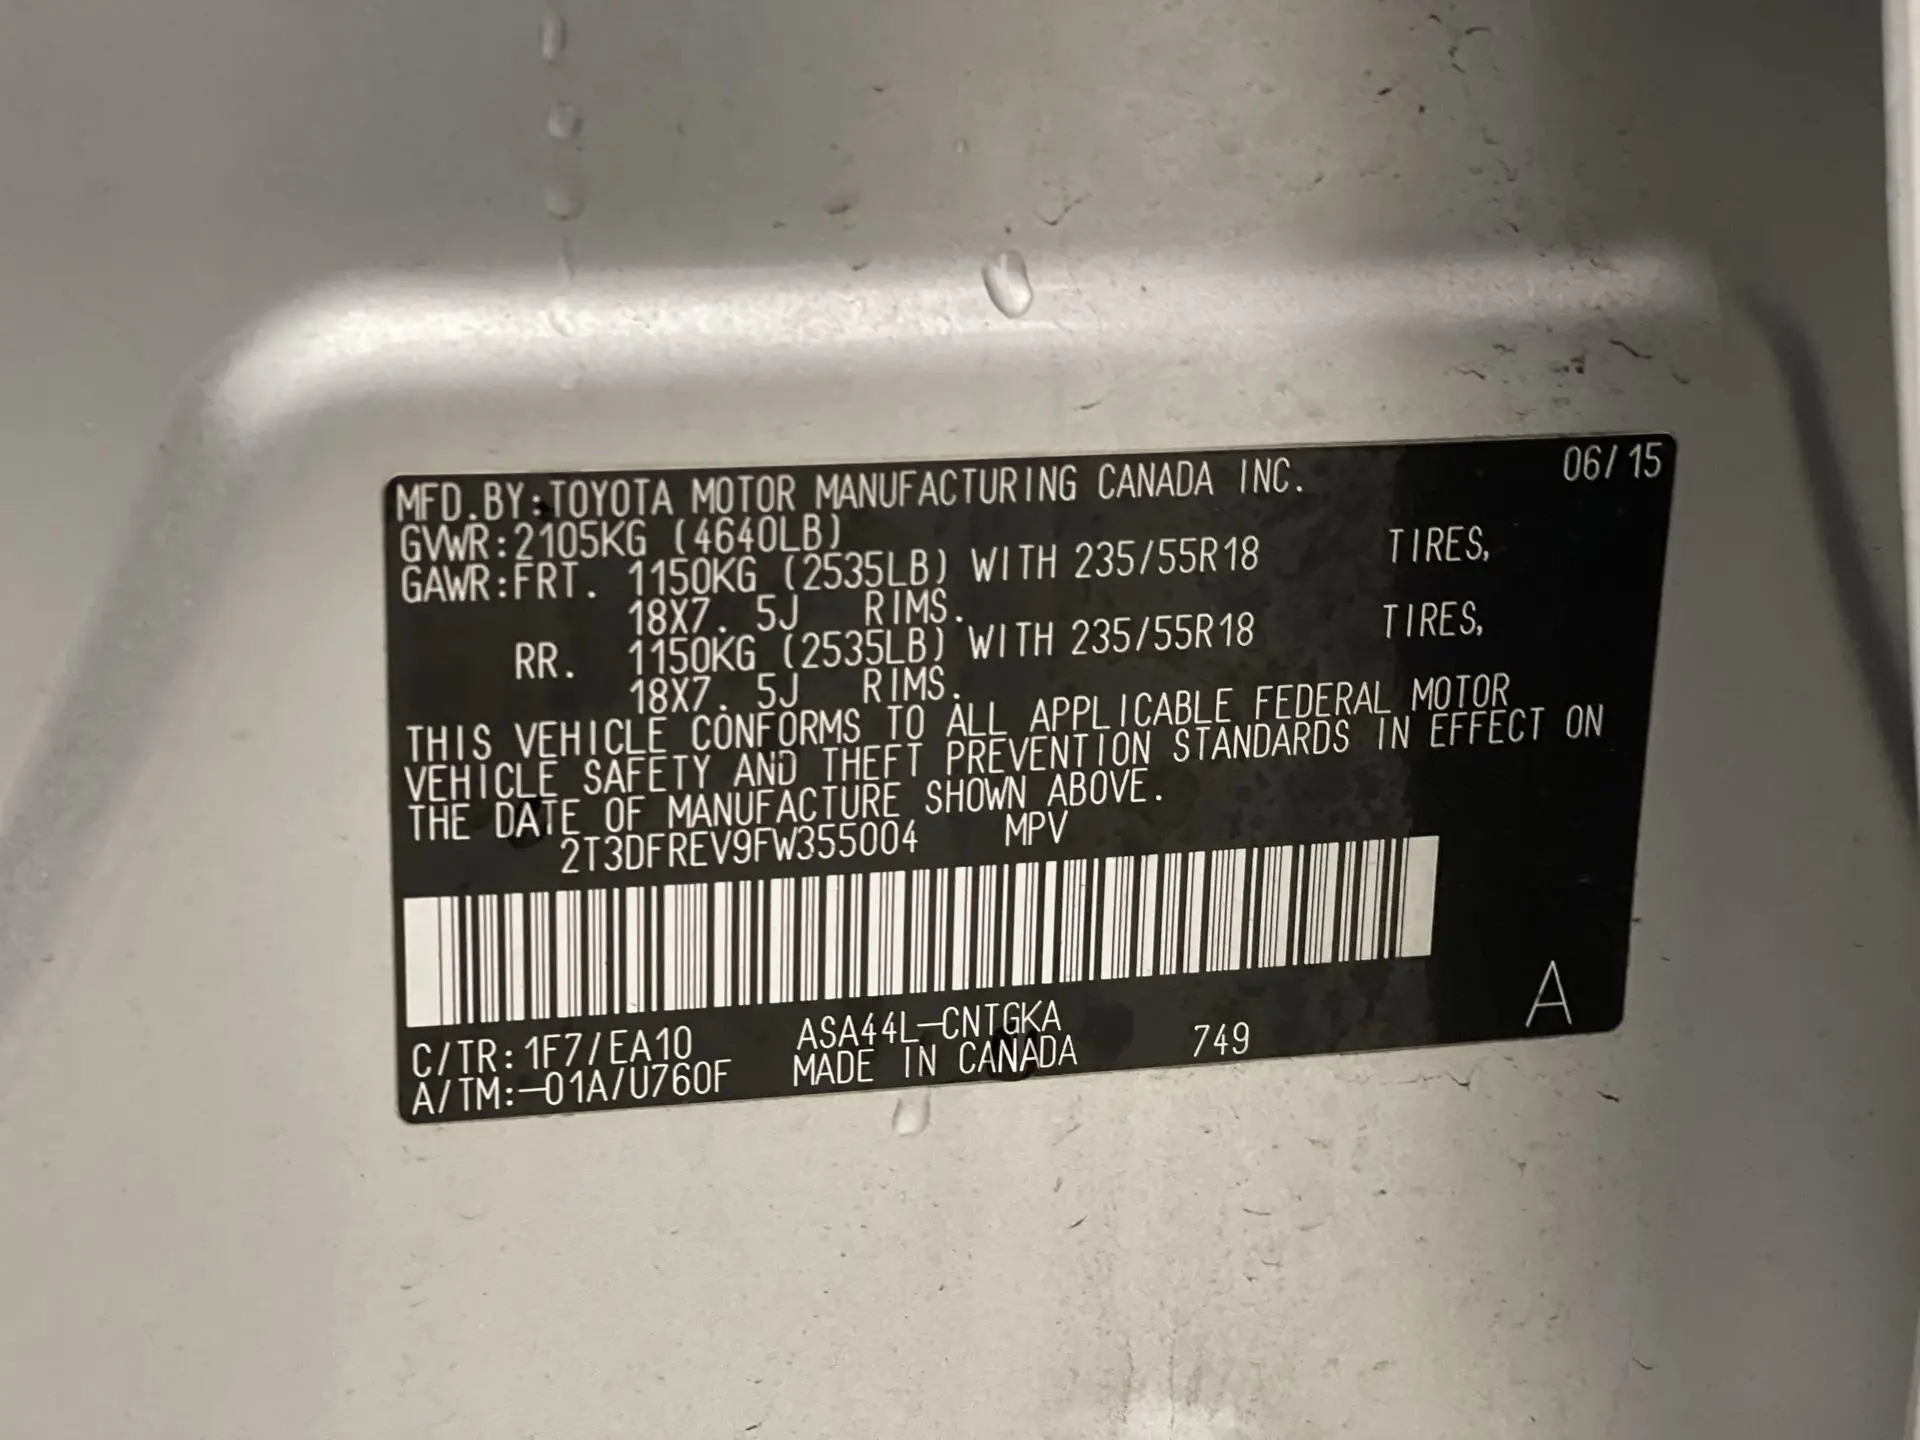 MFD.BY:TOYOTA MOTOR MANUFACTURING CANADA INC. 06/15
GVWR:2105KG (4640LB)
GAWR:FRT. 1150KG (2535LB) WITH 235/55R18 TIRES,
18X7. 5J RIMS.
RR. 1150KG (2535LB) WITH 235/55R18 TIRES,
18X7. 5J RIMS.
THIS VEHICLE CONFORMS TO ALL APPLICABLE FEDERAL MOTOR
VEHICLE SAFETY AND THEFT PREVENTION STANDARDS IN EFFECT ON
THE DATE OF MANUFACTURE SHOWN ABOVE.
2T3DFREV9FW355004 MPV
C/TR:1F7/EA10 ASA44L-CNTGKA 749 A
A/TM:-01A/U760F MADE IN CANADA